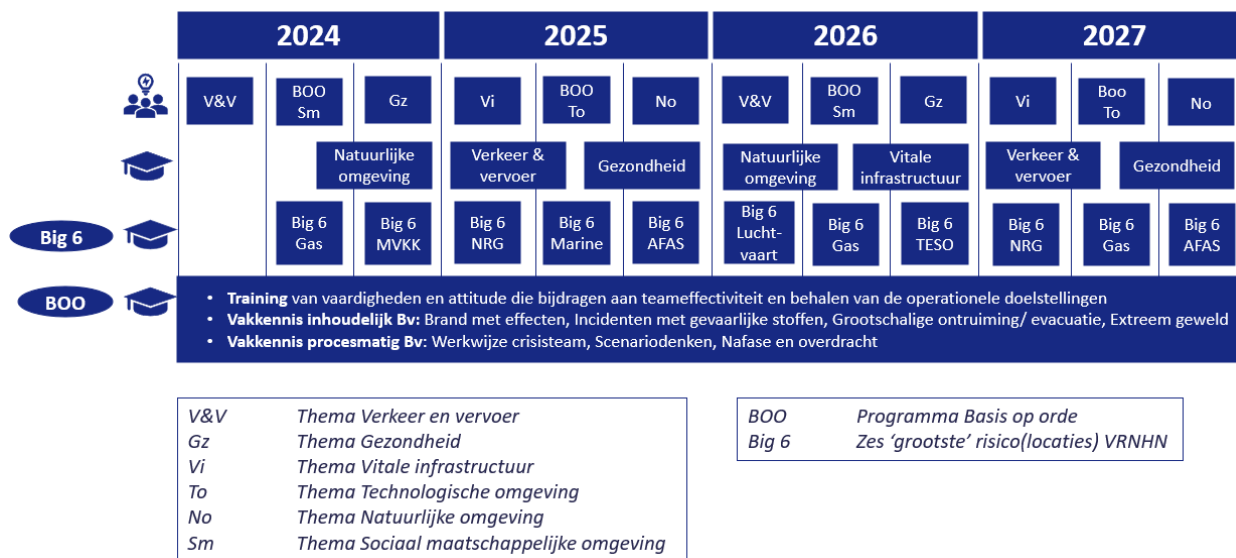 2024 2025 2026 2027
V&V BOO Gz Vi BOO No V&V BOO Gz Vi Boo No
Sm To Sm To
Natuurlijke Verkeer & Gezondheid Natuurlijke Vitale Verkeer & Gezondheid
omgeving vervoer omgeving infrastructuur vervoer
Big 6
Big 6 Big 6 Big 6 Big 6 Big 6 Big 6 Big 6 Big 6 Big 6 Big 6 Big 6
Gas MVKK NRG Marine AFAS Lucht- Gas TESO NRG Gas AFAS
vaart
BOO
• Training van vaardigheden en attitude die bijdragen aan teameffectiviteit en behalen van de operationele doelstellingen
• Vakkennis inhoudelijk Bv: Brand met effecten, Incidenten met gevaarlijke stoffen, Grootschalige ontruiming/ evacuatie, Extreem geweld
• Vakkennis procesmatig Bv: Werkwijze crisisteam, Scenariodenken, Nafase en overdracht
V&V Thema Verkeer en vervoer
Gz Thema Gezondheid
Vi Thema Vitale infrastructuur
To Thema Technologische omgeving
No Thema Natuurlijke omgeving
Sm Thema Sociaal maatschappelijke omgeving
BOO Programma Basis op orde
Big 6 Zes ‘grootste’ risico(locaties) VRNHN